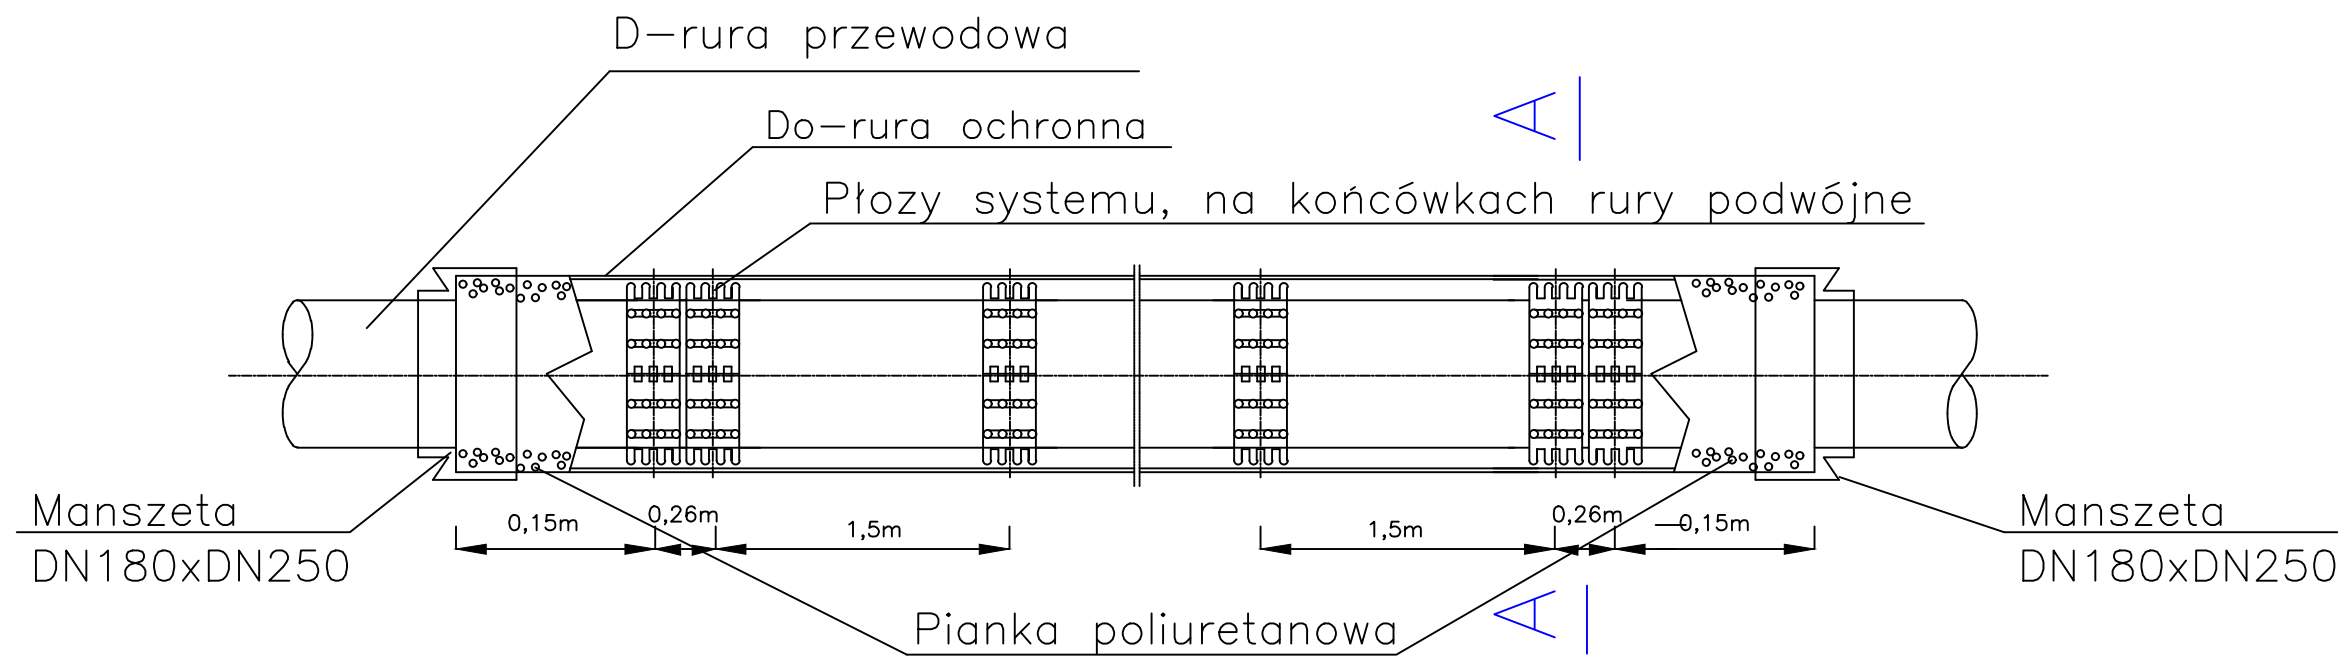 D-rura przewodowa
Do-rura ochronna
A
Płozy systemu, na końcówkach rury podwójne
Manszeta
DN180xDN250
0,15m
0,26m
1,5m
1,5m
0,26m
0,15m
Manszeta
DN180xDN250
Pianka poliuretanowa
A